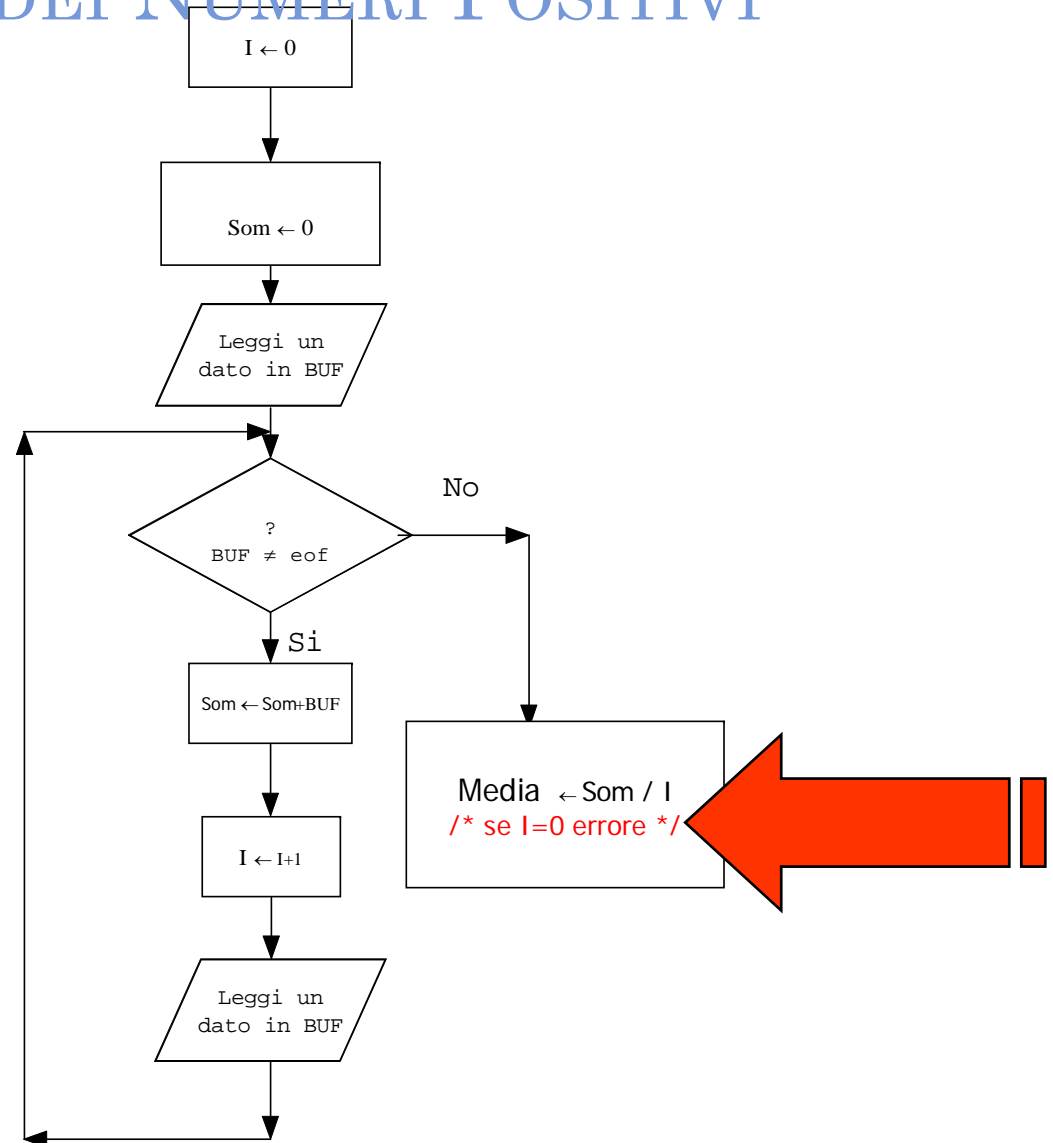 DEI NUMERI POSITIVI
I ← 0
Som ← 0
Leggi un
dato in BUF
No
?
BUF ≠ eof
Si
Som ← Som+BUF
Media ← Som / I
/* se I=0 errore */
I ← I+1
Leggi un
dato in BUF